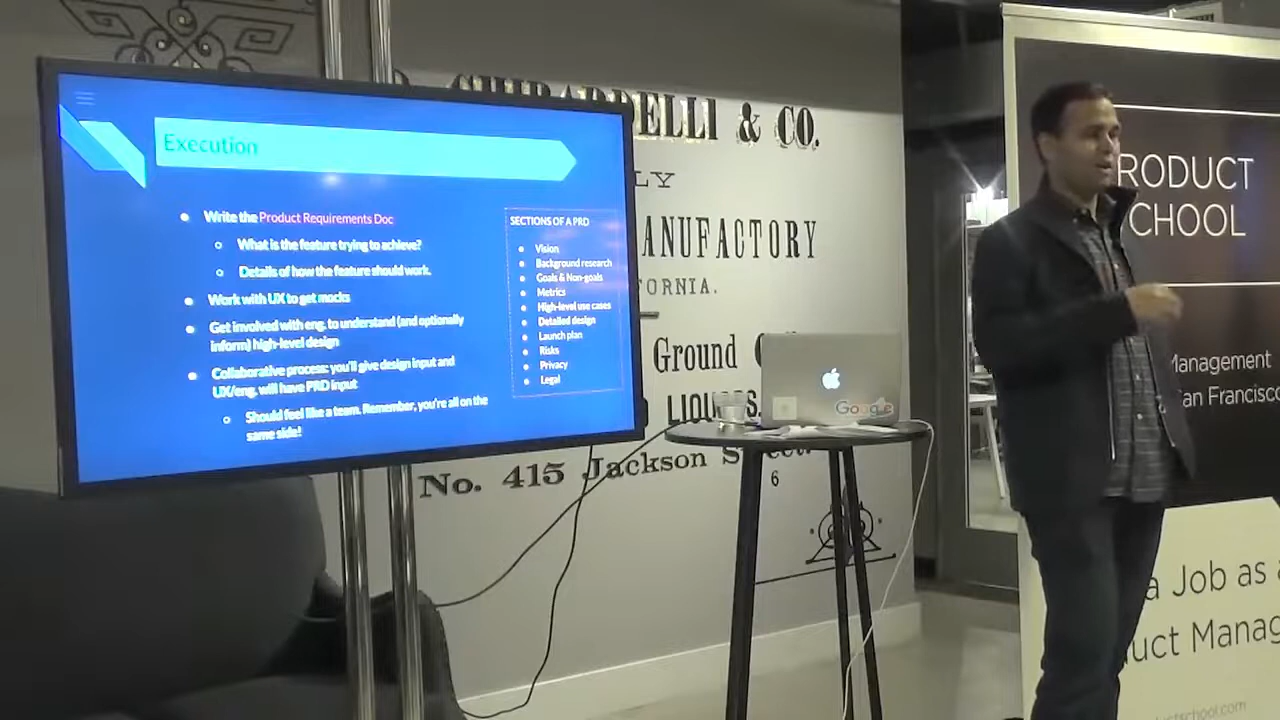 Execution
Write the Product Requirements Doc
What is the feature trying to achieve?
Details of how the feature should work.
Work with UX to get mocks
Get involved with eng. to understand (and optionally
inform) high-level design
Collaborative process: you'll give design input and
UX/eng. will have PRD input
Should feel like a team. Remember, you're all on the
same side!
SECTIONS OF A PRD
Vision
Background research
Goals & Non-goals
Metrics
High-level use cases
Detailed design
Launch plan
Risks
Privacy
Legal
GHIRARDELLI & CO.
LY
ANUFACTORY
FORNIA.
Ground
LIQUORS,
No. 415 Jackson
6
Google
RODUCT
CHOOL
Management
an Francisco
a Job as a
uct Manag